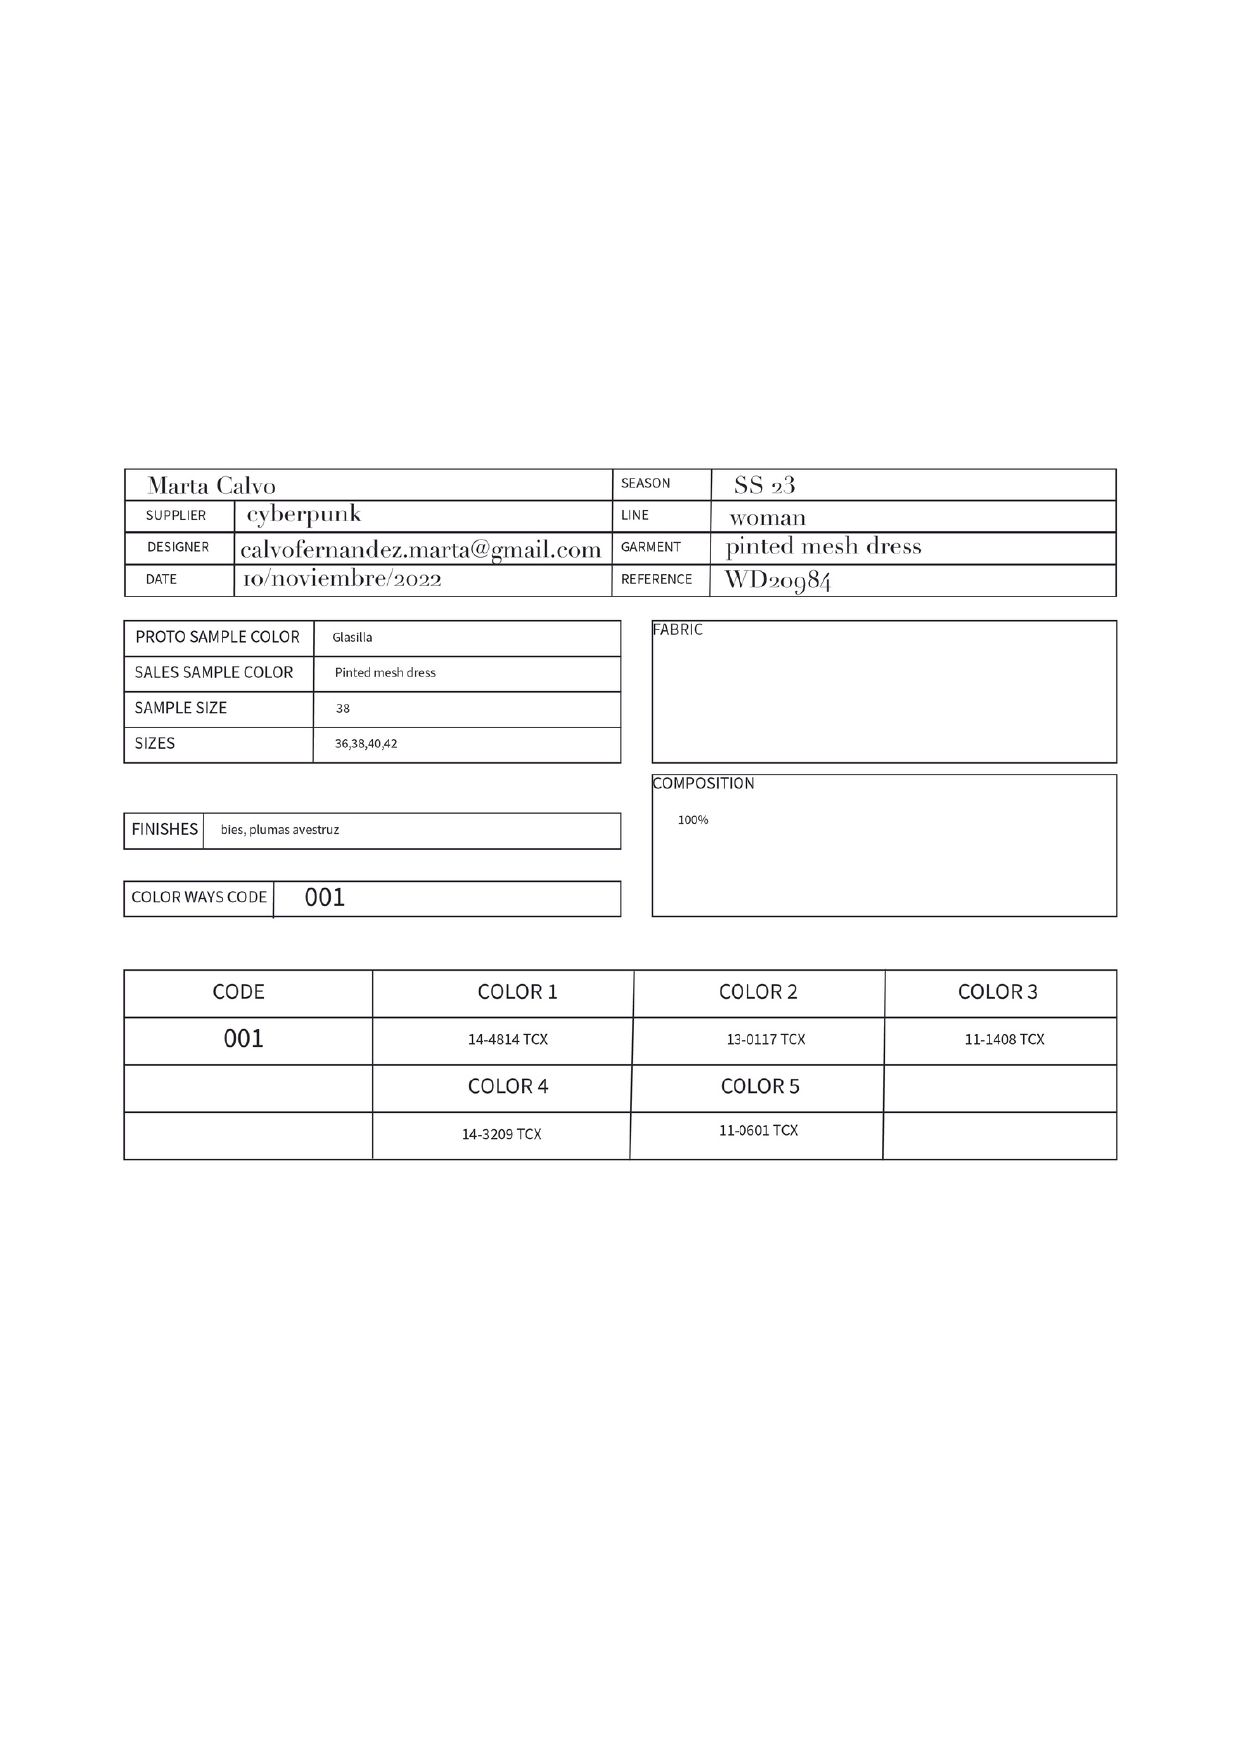 Marta Calvo SEASON SS 23
SUPPLIER cyberpunk LINE woman
DESIGNER calvofernandez.marta@gmail.com GARMENT pinted mesh dress
DATE 10/noviembre/2022 REFERENCE WD20984
PROTO SAMPLE COLOR Glasilla
SALES SAMPLE COLOR Pinted mesh dress
SAMPLE SIZE 38
SIZES 36,38,40,42
FABRIC
COMPOSITION
100%
FINISHES bies, plumas avestruz
COLOR WAYS CODE 001
CODE COLOR 1 COLOR 2 COLOR 3
001 14-4814 TCX 13-0117 TCX 11-1408 TCX
COLOR 4 COLOR 5
14-3209 TCX 11-0601 TCX